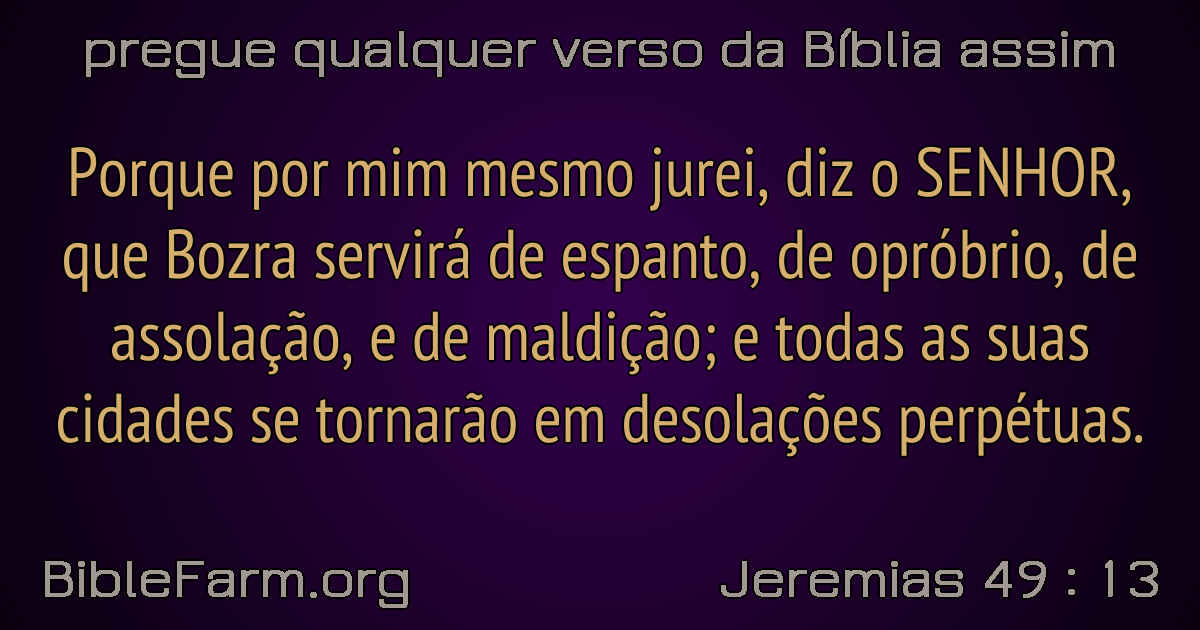 pregue qualquer verso da Bíblia assim
Porque por mim mesmo jurei, diz o SENHOR,
que Bozra servirá de espanto, de opróbrio, de
assolação, e de maldição; e todas as suas
cidades se tornarão em desolações perpétuas.
BibleFarm.org
Jeremias 49 : 13